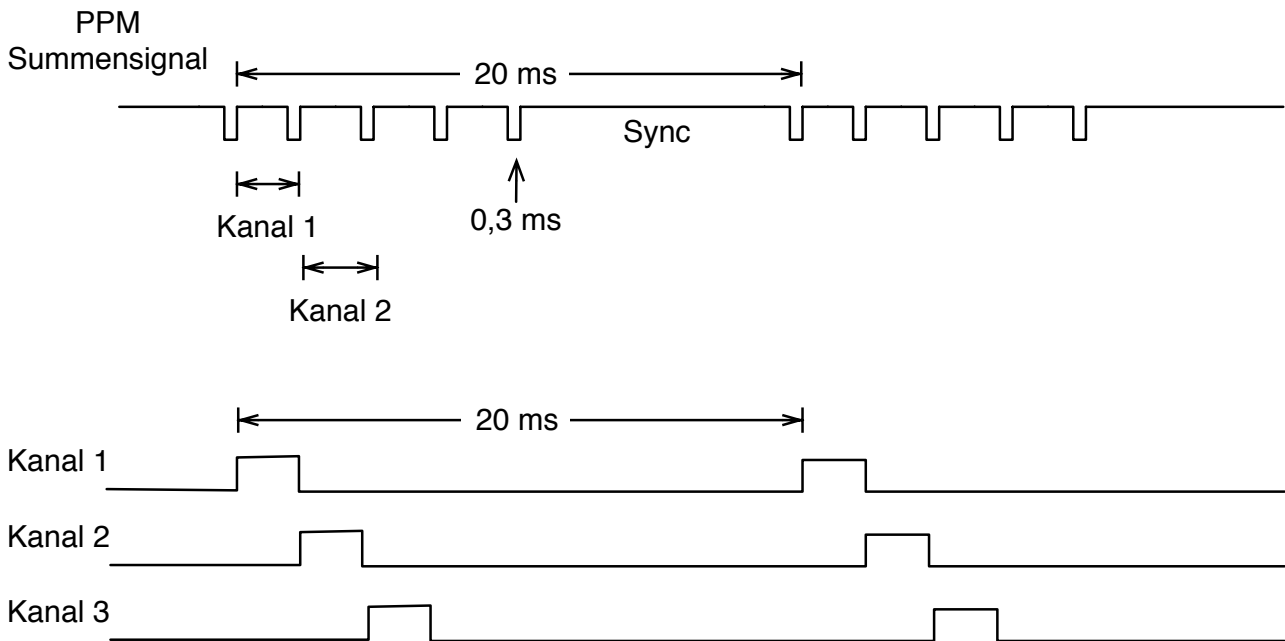 PPM
Summensignal
20 ms
Sync
0,3 ms
Kanal 1
Kanal 2
20 ms
Kanal 1
Kanal 2
Kanal 3